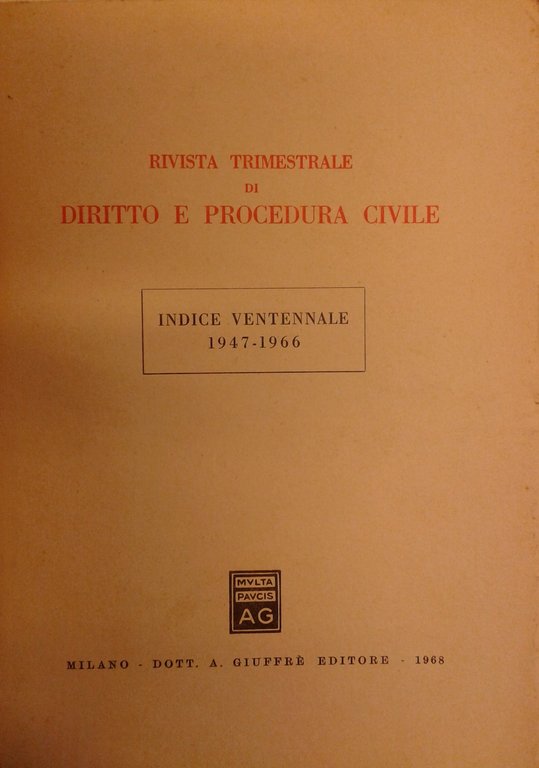 RIVISTA TRIMESTRALE
DI
DIRITTO E PROCEDURA CIVILE
INDICE VENTENNALE
1947-1966
MVLTA
PAVCIS
AG
MILANO - DOTT. A. GIUFFRÈ EDITORE - 1968